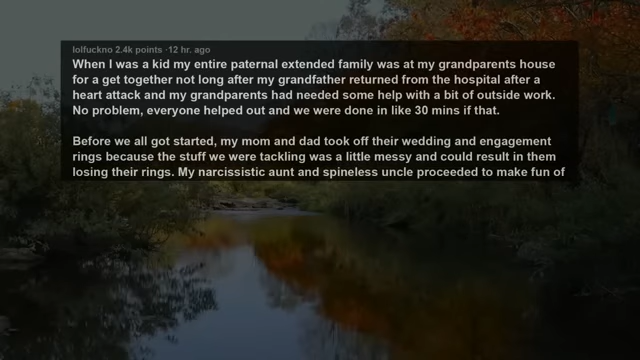 lolfuckno 2.4k points ·12 hr. ago
When I was a kid my entire paternal extended family was at my grandparents house
for a get together not long after my grandfather returned from the hospital after a
heart attack and my grandparents had needed some help with a bit of outside work.
No problem, everyone helped out and we were done in like 30 mins if that.
Before we all got started, my mom and dad took off their wedding and engagement
rings because the stuff we were tackling was a little messy and could result in them
losing their rings. My narcissistic aunt and spineless uncle proceeded to make fun of